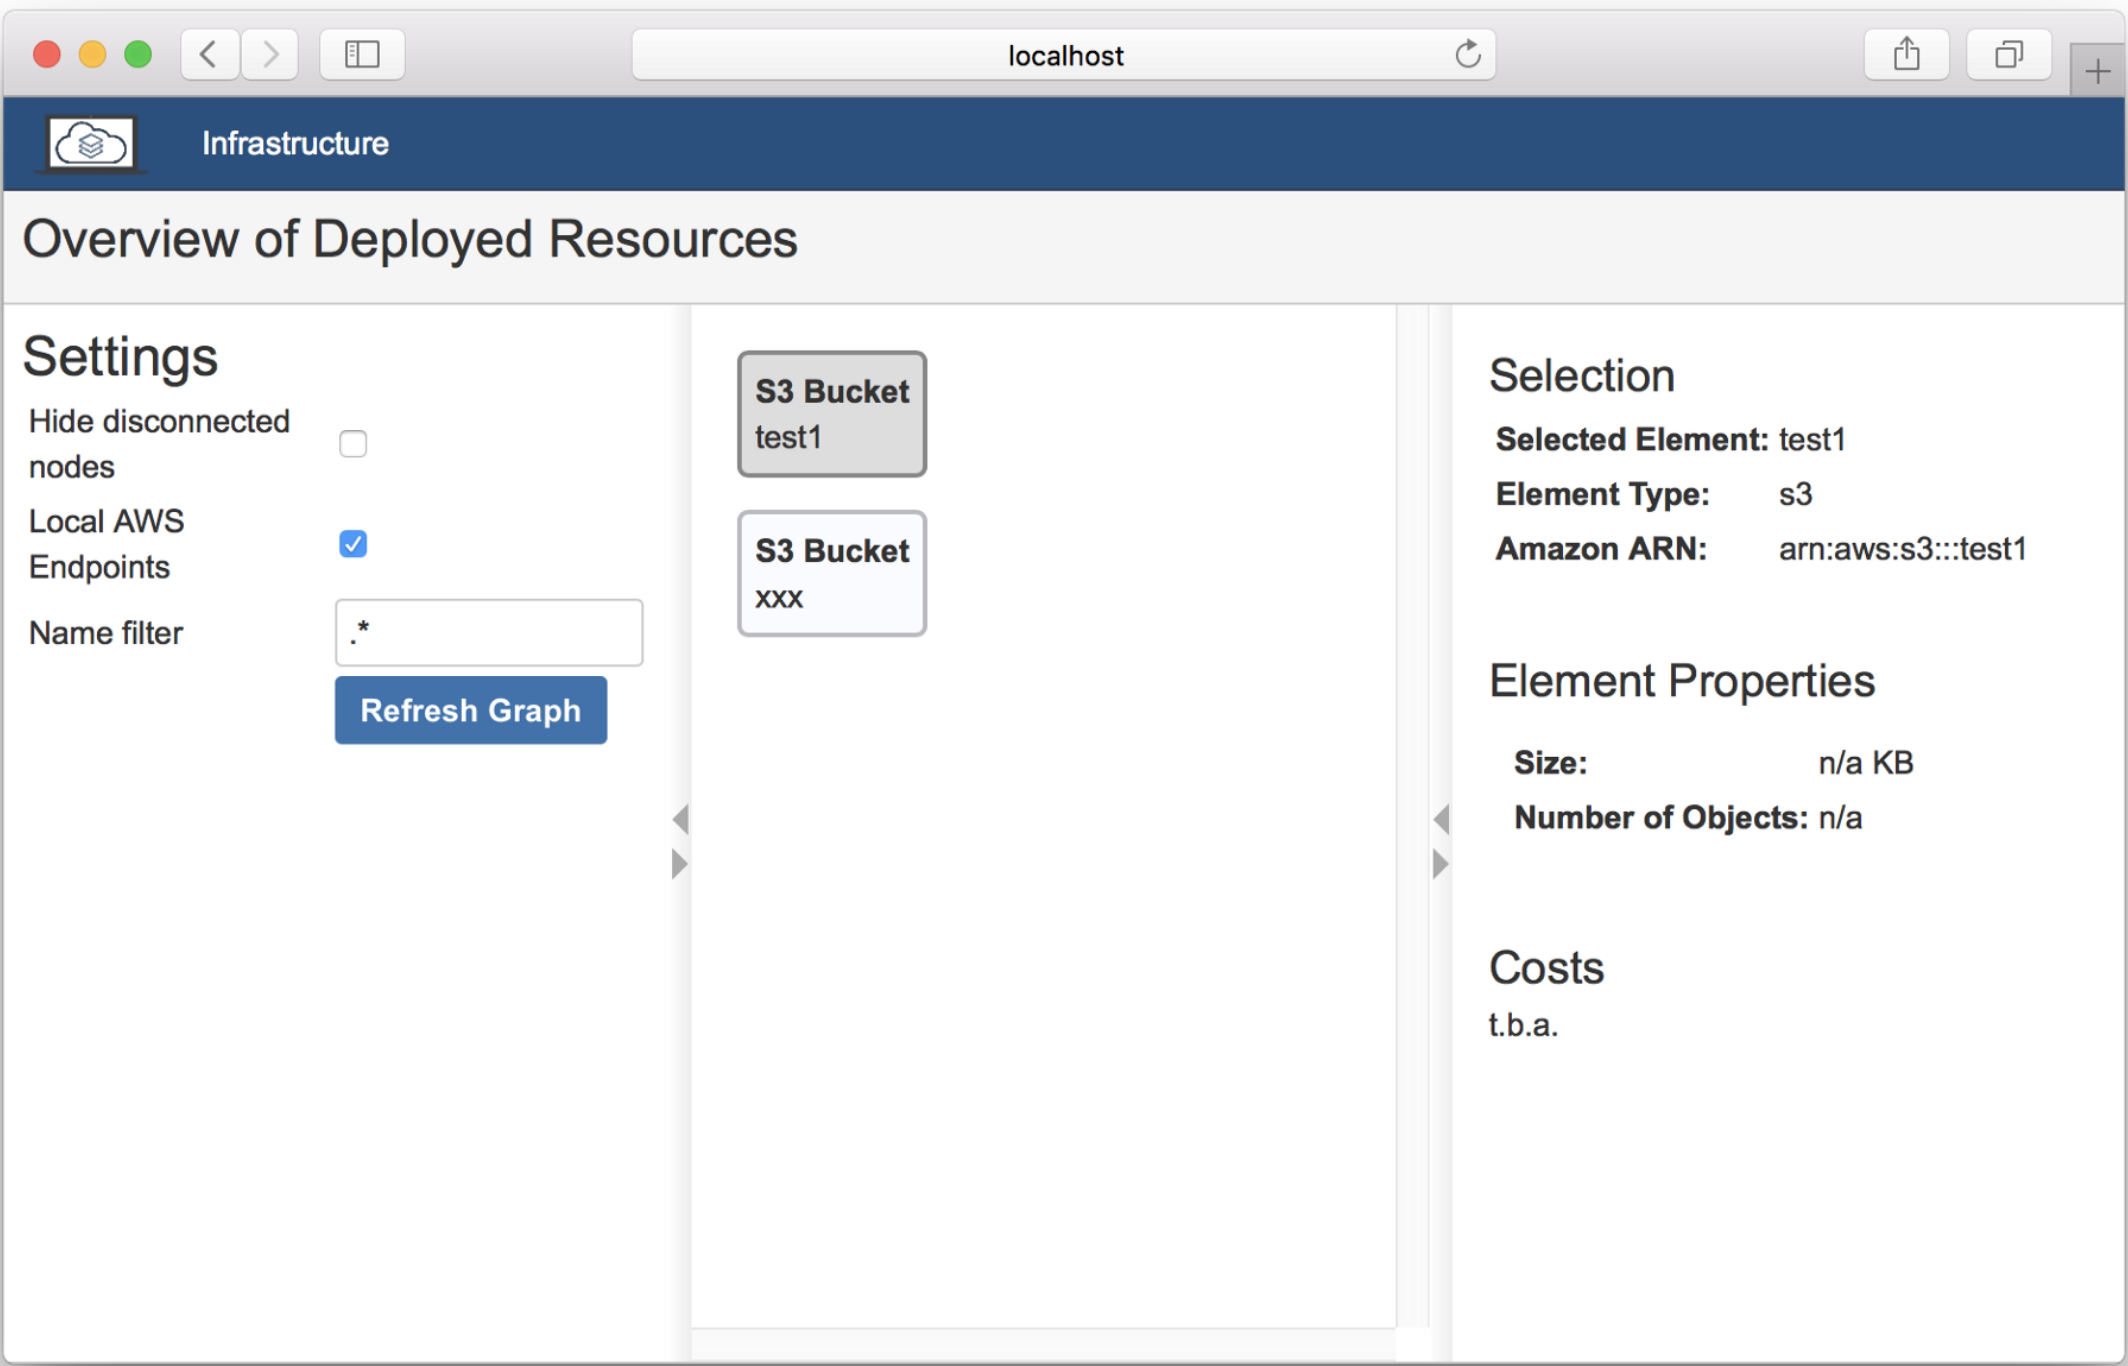 localhost
Infrastructure
Overview of Deployed Resources
Settings
Hide disconnected
nodes
Local AWS
Endpoints
Name filter
.*
Refresh Graph
S3 Bucket
test1
S3 Bucket
xxx
Selection
Selected Element: test1
Element Type: s3
Amazon ARN: arn:aws:s3:::test1
Element Properties
Size: n/a KB
Number of Objects: n/a
Costs
t.b.a.